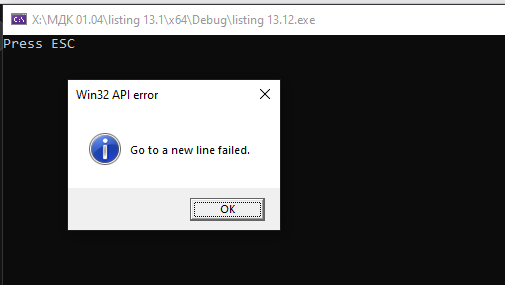 X:\МДК 01.04\listing 13.1\x64\Debug\listing 13.12.exe
Press ESC
Win32 API error
Go to a new line failed.
OK